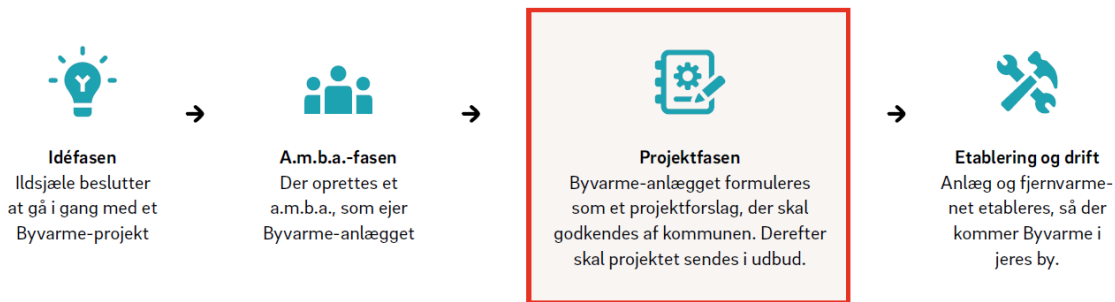 Idéfasen
Ildsjæle beslutter
at gå i gang med et
Byvarme-projekt
A.m.b.a.-fasen
Der oprettes et
a.m.b.a., som ejer
Byvarme-anlægget
Projektfasen
Byvarme-anlægget formuleres
som et projektforslag, der skal
godkendes af kommunen. Derefter
skal projektet sendes i udbud.
Etablering og drift
Anlæg og fjernvarme-
net etableres, så der
kommer Byvarme i
jeres by.